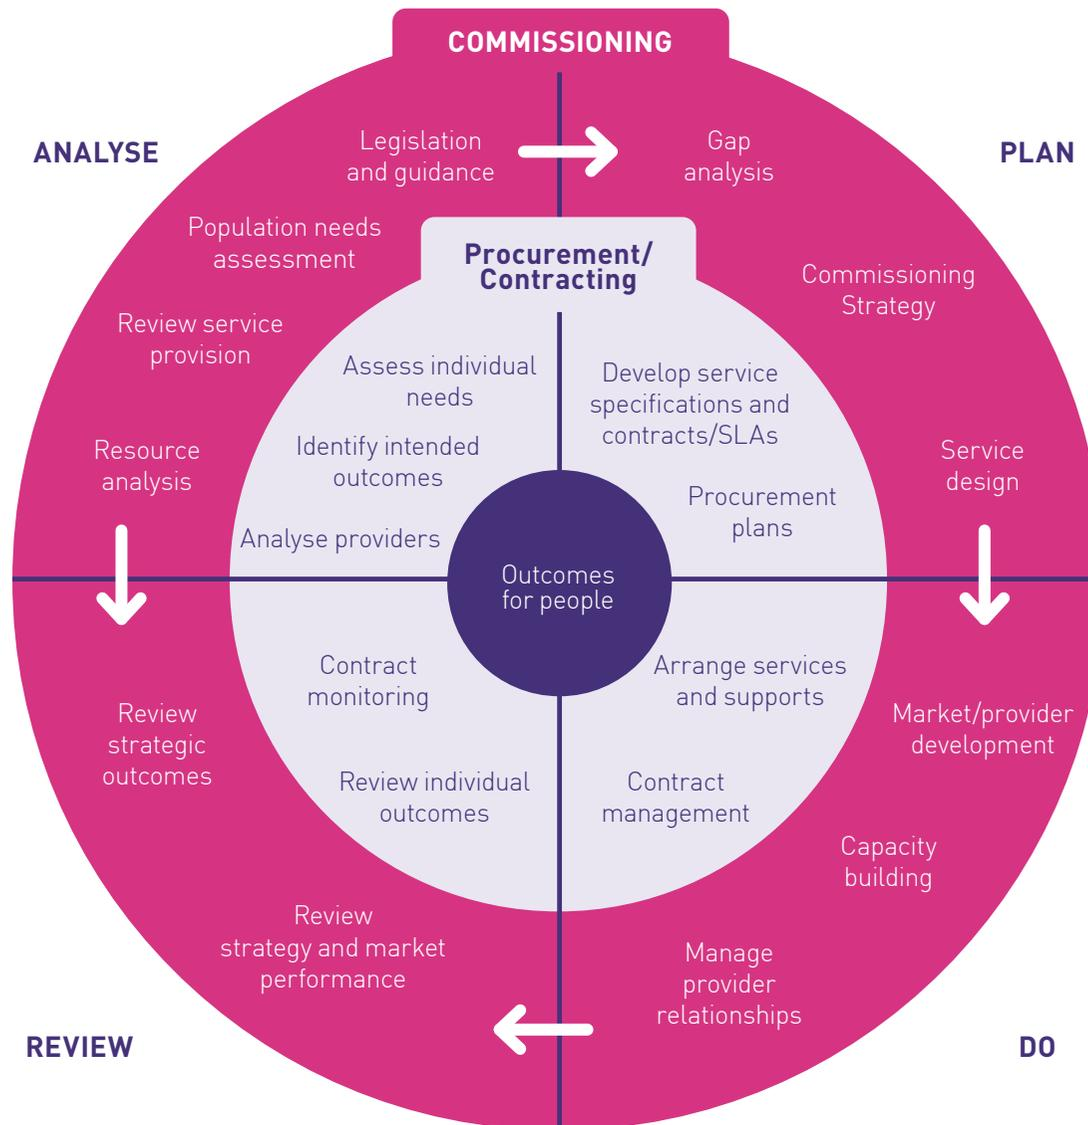 COMMISSIONING
ANALYSE
PLAN
Legislation
and guidance
Gap
analysis
Population needs
assessment
Procurement/
Contracting
Commissioning
Strategy
Review service
provision
Assess individual
needs
Develop service
specifications and
contracts/SLAs
Identify intended
outcomes
Resource
analysis
Service
design
Procurement
plans
Analyse providers
Outcomes
for people
Contract
monitoring
Arrange services
and supports
Review
strategic
outcomes
Market/provider
development
Review individual
outcomes
Contract
management
Capacity
building
Review
strategy and market
performance
Manage
provider
relationships
REVIEW
DO